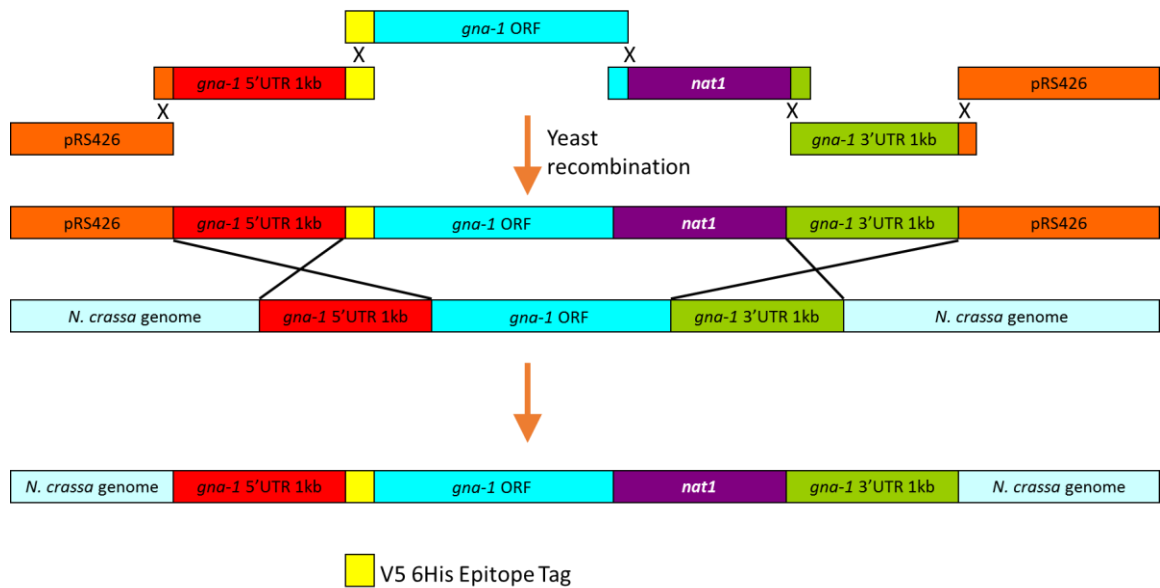 gna-1 ORF
X
X
gna-1 5'UTR 1kb
nat1
pRS426
X
X
X
pRS426
gna-1 3'UTR 1kb
Yeast
recombination
pRS426
gna-1 5'UTR 1kb
gna-1 ORF
nat1
gna-1 3'UTR 1kb
pRS426
N. crassa genome
gna-1 5'UTR 1kb
gna-1 ORF
gna-1 3'UTR 1kb
N. crassa genome
N. crassa genome
gna-1 5'UTR 1kb
gna-1 ORF
nat1
gna-1 3'UTR 1kb
N. crassa genome
V5 6His Epitope Tag